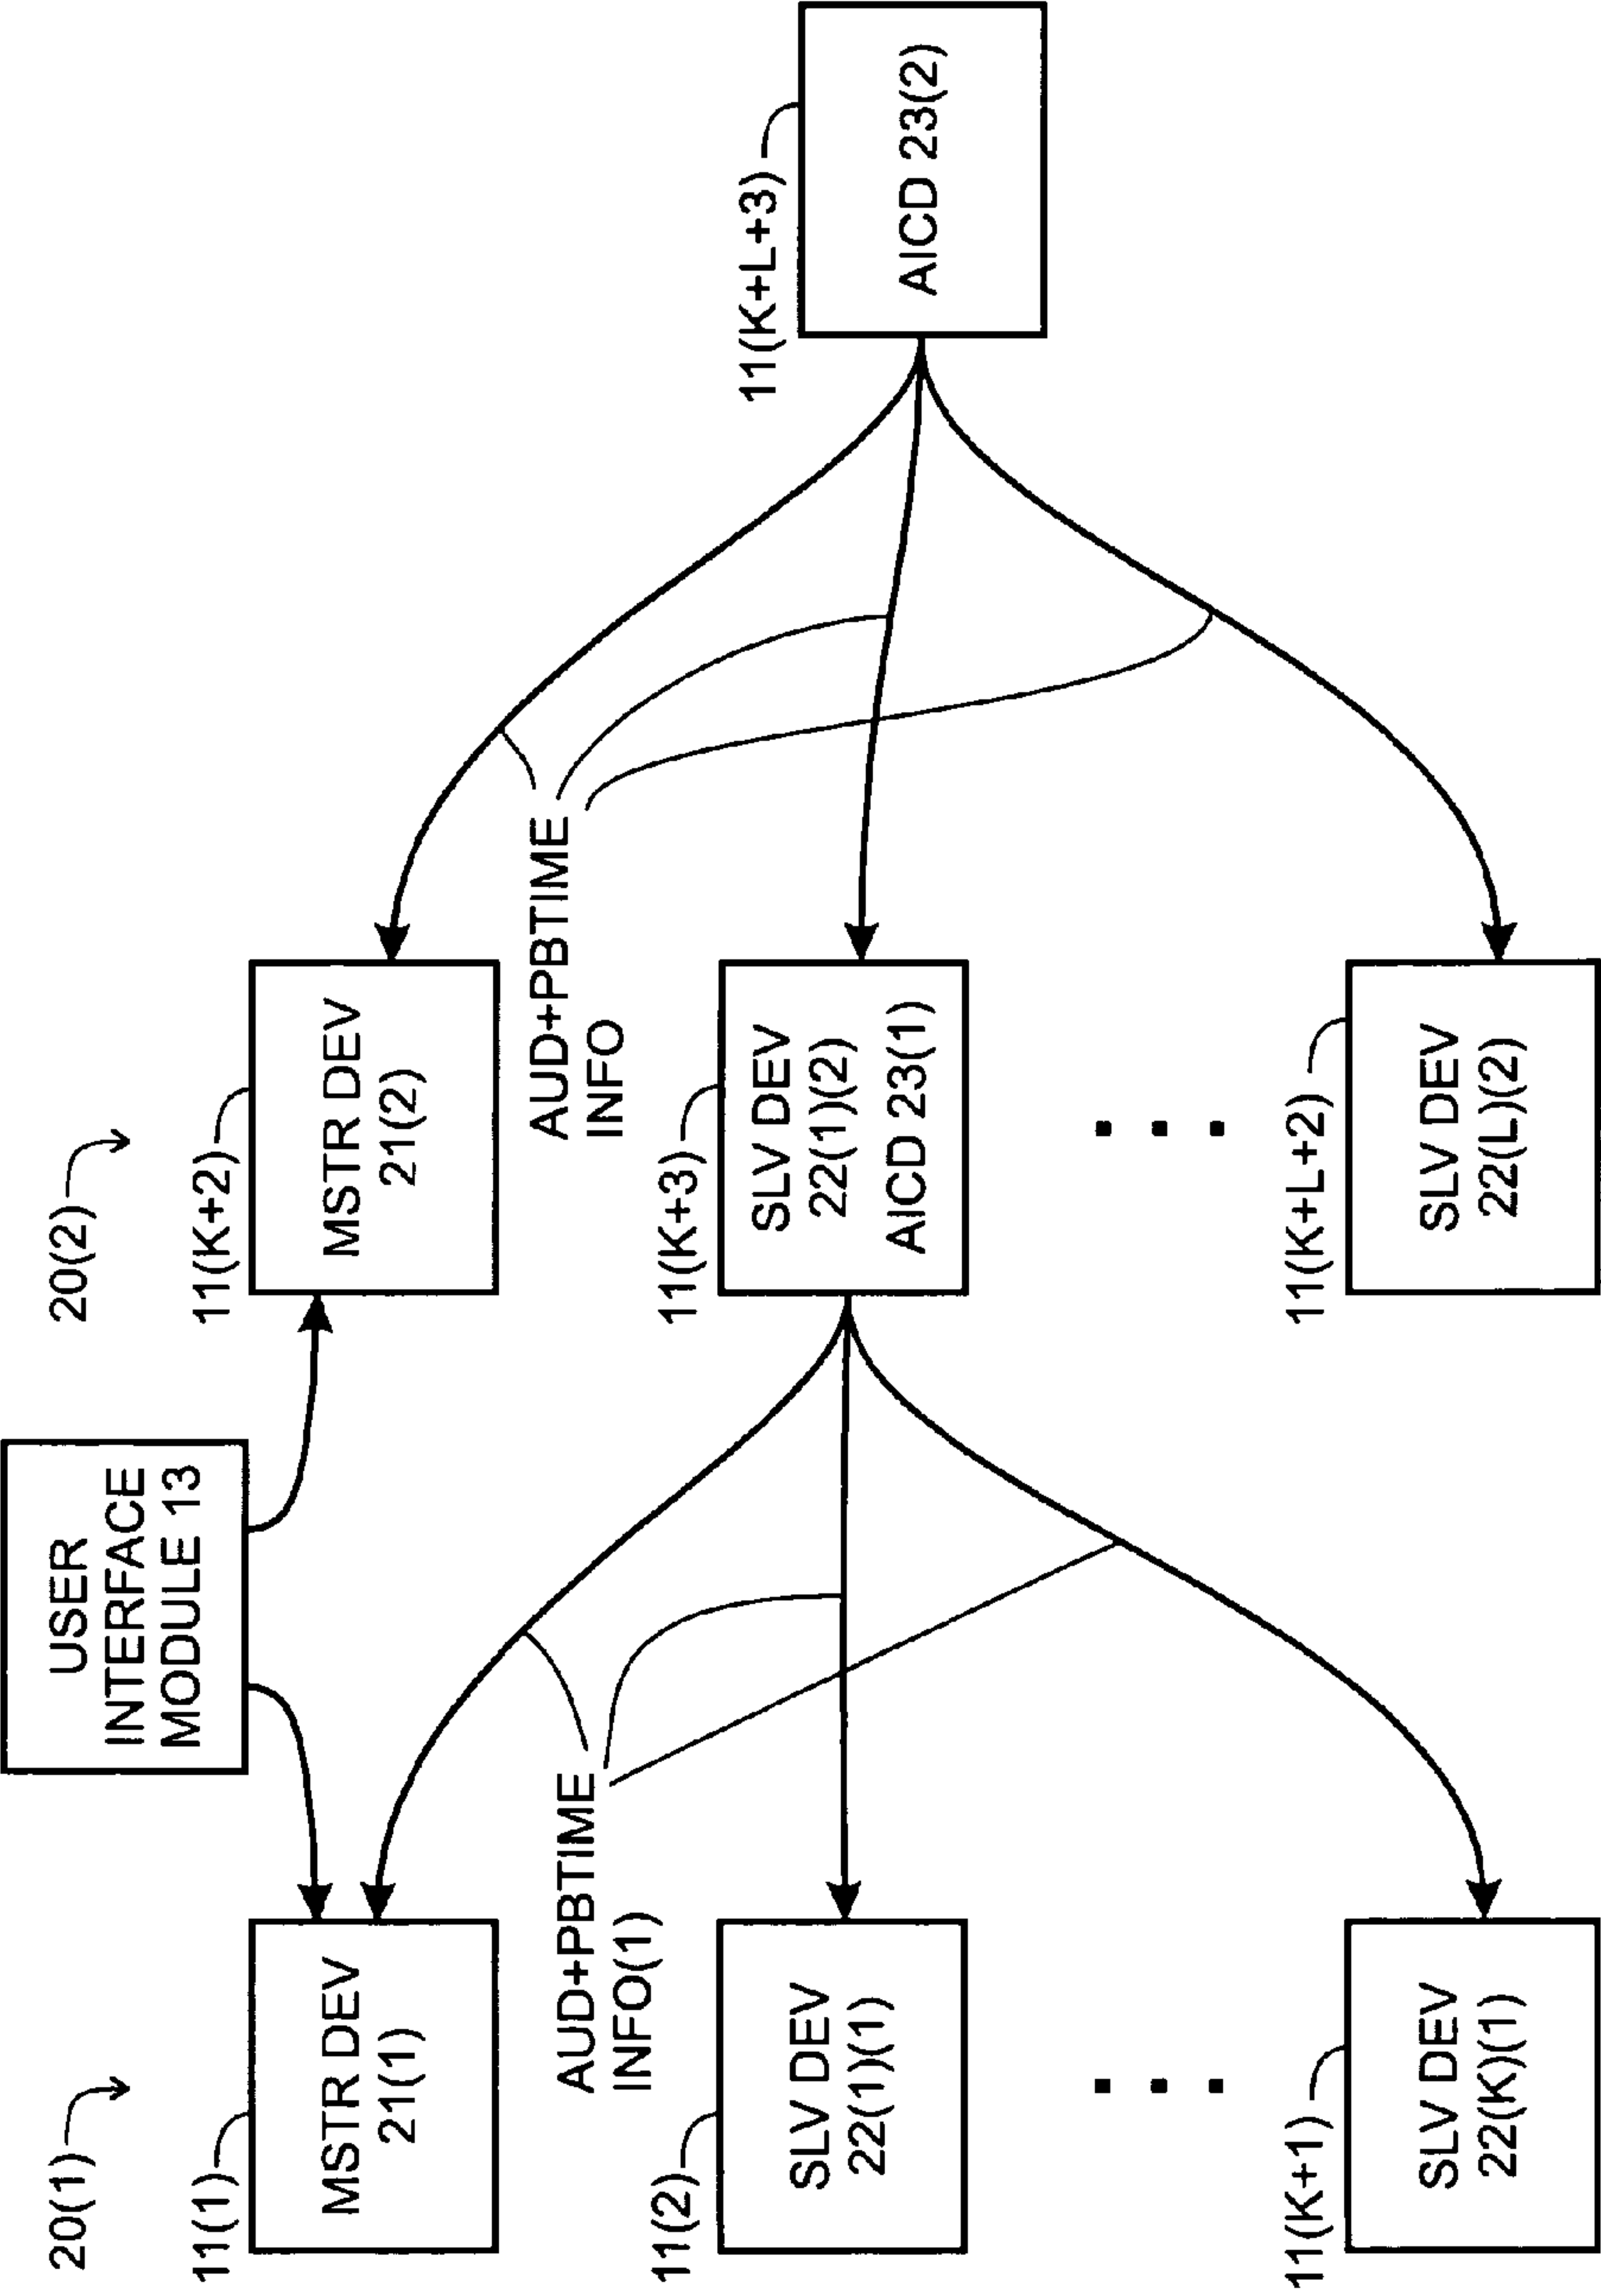 USER
INTERFACE
MODULE 13
20(1)
20(2)
11(1)
MSTR DEV
21(1)
11(K+2)
MSTR DEV
21(2)
AUD+PBTIME
INFO(1)
AUD+PBTIME
INFO
11(2)
SLV DEV
22(1)(1)
11(K+3)
SLV DEV
22(1)(2)
AICD 23(1)
11(K+L+3)
AICD 23(2)
11(K+1)
SLV DEV
22(K)(1)
11(K+L+2)
SLV DEV
22(L)(2)